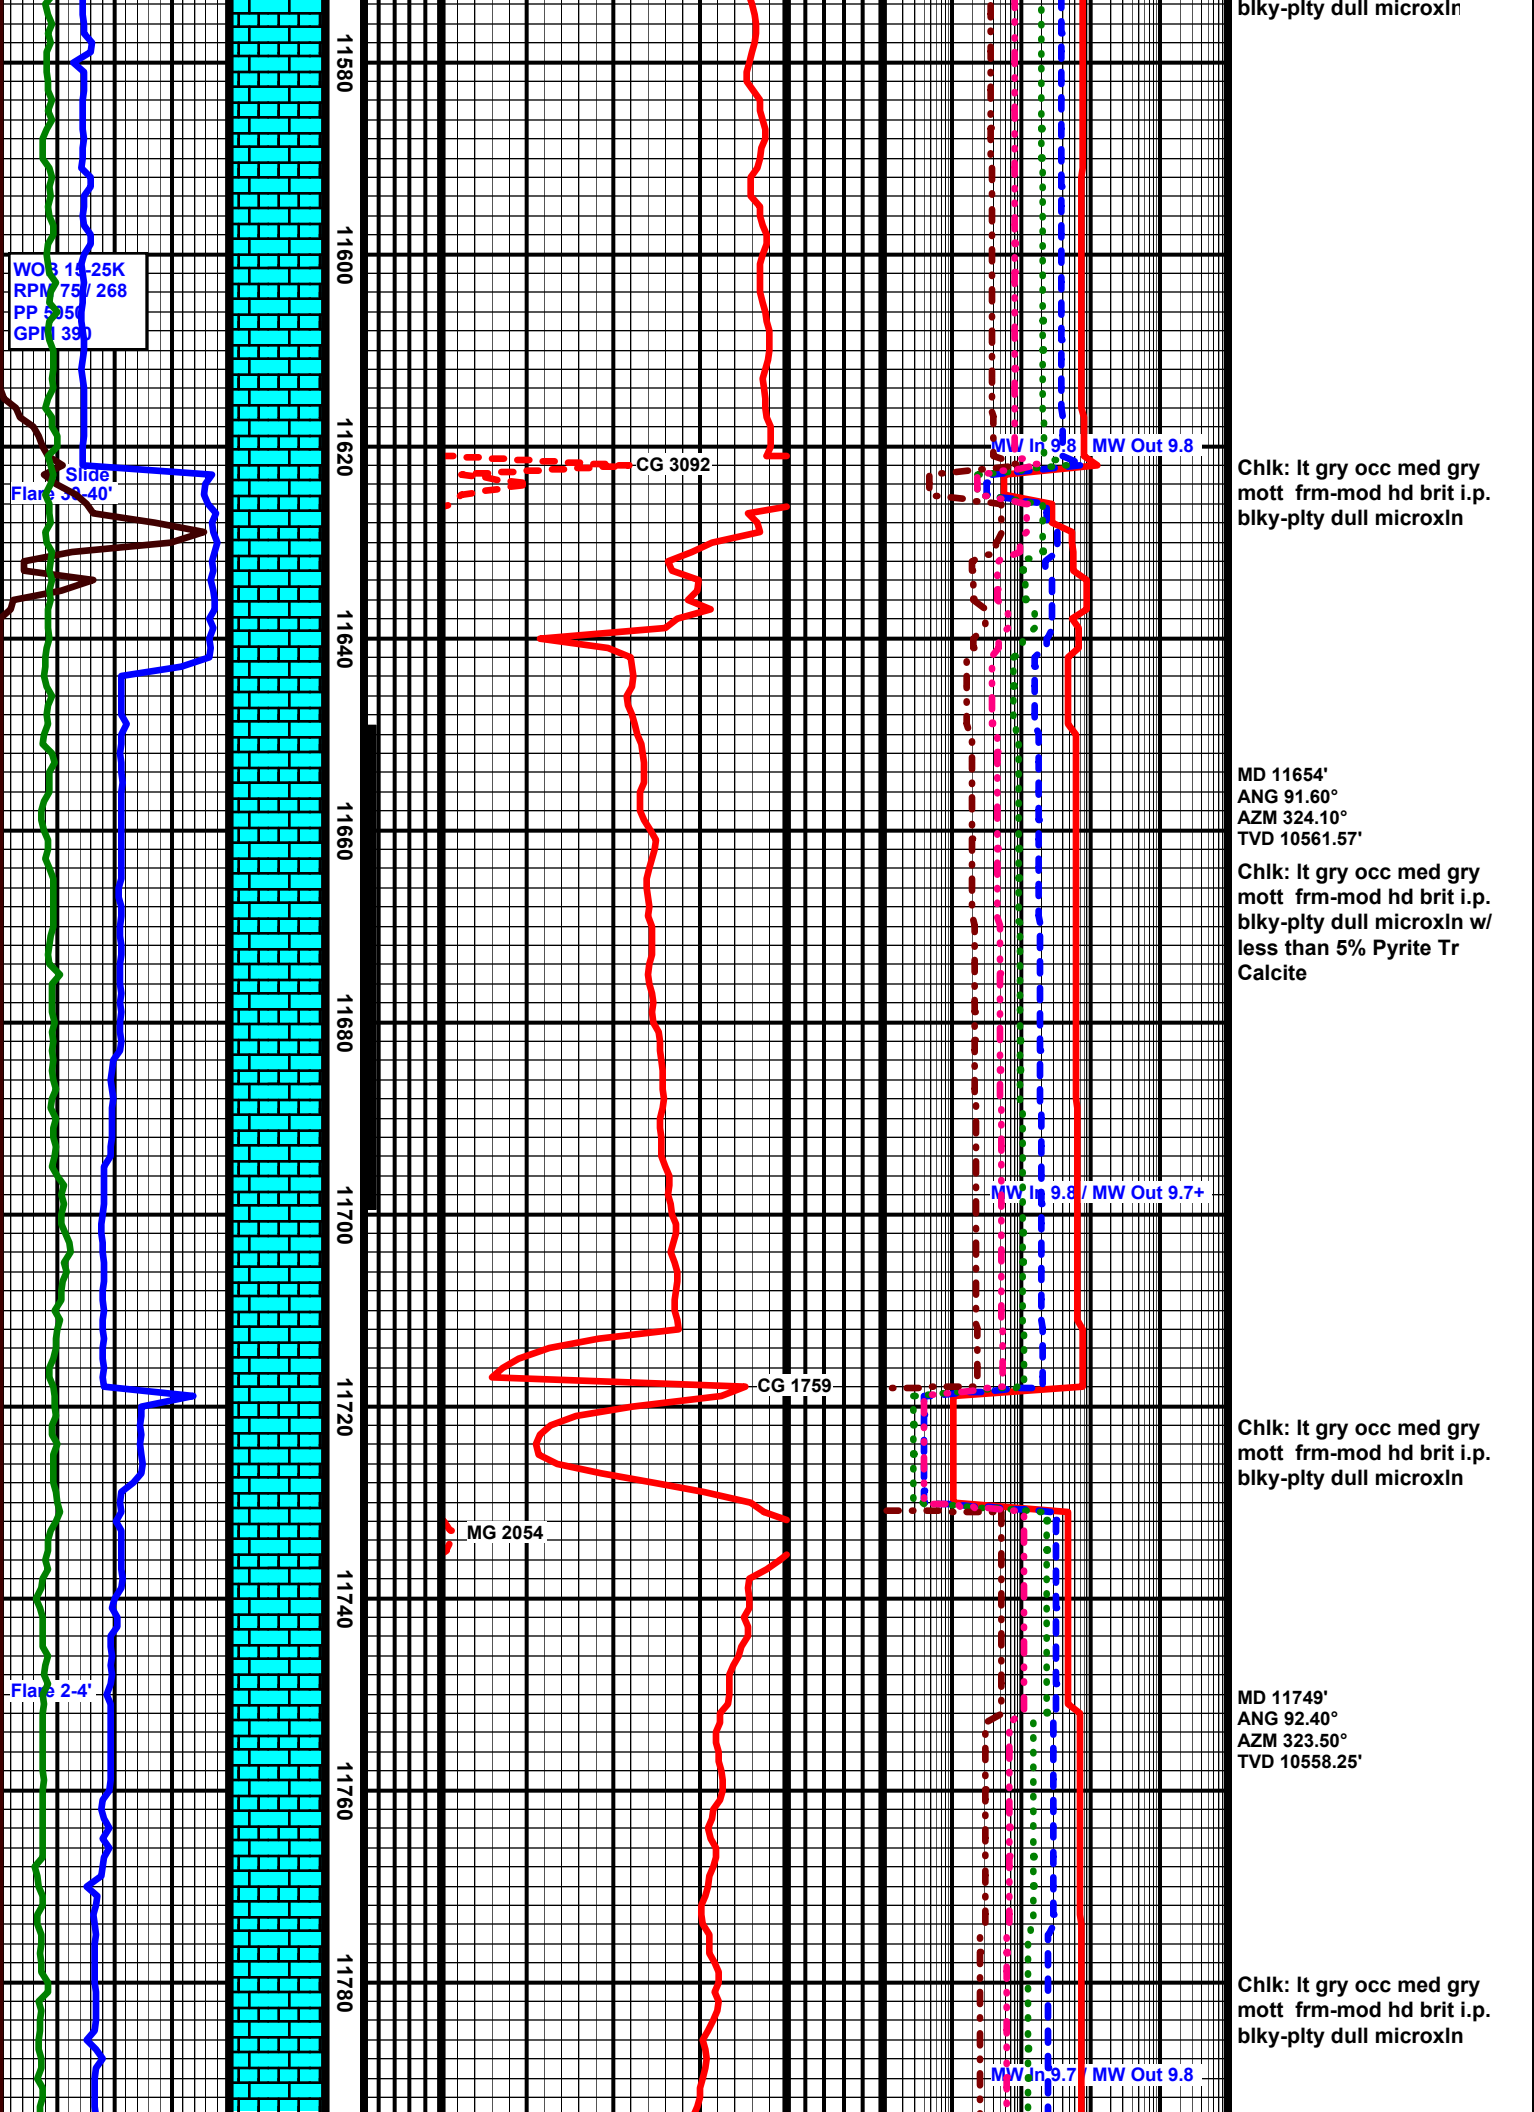 blky-plty dull microxln
11580
11600
WOB 15-25K
RPM 75 / 268
PP 5950
GPM 390
11620
MW In 9.8 / MW Out 9.8
CG 3092
Slide
Flare 30-40'
Chlk: lt gry occ med gry
mott frm-mod hd brit i.p.
blky-plty dull microxln
11640
MD 11654'
ANG 91.60°
AZM 324.10°
TVD 10561.57'
11660
Chlk: lt gry occ med gry
mott frm-mod hd brit i.p.
blky-plty dull microxln w/
less than 5% Pyrite Tr
Calcite
11680
MW In 9.8 / MW Out 9.7+
11700
CG 1759
11720
Chlk: lt gry occ med gry
mott frm-mod hd brit i.p.
blky-plty dull microxln
MG 2054
11740
Flare 2-4'
MD 11749'
ANG 92.40°
AZM 323.50°
TVD 10558.25'
11760
11780
Chlk: lt gry occ med gry
mott frm-mod hd brit i.p.
blky-plty dull microxln
MW In 9.7 / MW Out 9.8